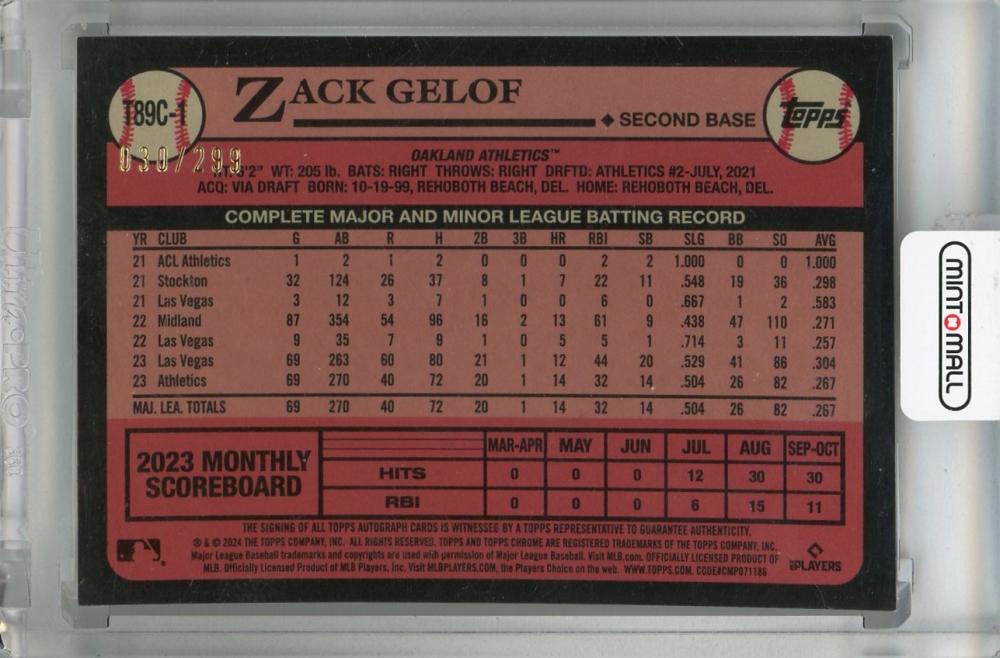 T89C-1
ZACK GELOF
◆ SECOND BASE
Topps
030/299
OAKLAND ATHLETICS™
HT: 6'2" WT: 205 lb. BATS: RIGHT THROWS: RIGHT DRFTD: ATHLETICS #2-JULY, 2021
ACQ: VIA DRAFT BORN: 10-19-99, REHOBOTH BEACH, DEL. HOME: REHOBOTH BEACH, DEL.
COMPLETE MAJOR AND MINOR LEAGUE BATTING RECORD
YR CLUB G AB R H 2B 3B HR RBI SB SLG BB SO AVG
21 ACL Athletics 1 2 1 2 0 0 0 2 2 1.000 0 0 1.000
21 Stockton 32 124 26 37 8 1 7 22 11 .548 19 36 .298
21 Las Vegas 3 12 3 7 1 0 0 6 0 .667 1 2 .583
22 Midland 87 354 54 96 16 2 13 61 9 .438 47 110 .271
22 Las Vegas 9 35 7 9 1 0 5 5 1 .714 3 11 .257
23 Las Vegas 69 263 60 80 21 1 12 44 20 .529 41 86 .304
23 Athletics 69 270 40 72 20 1 14 32 14 .504 26 82 .267
MAJ. LEA. TOTALS 69 270 40 72 20 1 14 32 14 .504 26 82 .267
2023 MONTHLY
SCOREBOARD
MAR-APR MAY JUN JUL AUG SEP-OCT
HITS 0 0 0 12 30 30
RBI 0 0 0 6 15 11
THE SIGNING OF ALL TOPPS AUTOGRAPH CARDS IS WITNESSED BY A TOPPS REPRESENTATIVE TO GUARANTEE AUTHENTICITY.
® & © 2024 THE TOPPS COMPANY, INC. ALL RIGHTS RESERVED. TOPPS AND TOPPS CHROME ARE REGISTERED TRADEMARKS OF THE TOPPS COMPANY, INC.
Major League Baseball trademarks and copyrights are used with permission of Major League Baseball. Visit MLB.com. OFFICIALLY LICENSED PRODUCT OF
MLB. Officially Licensed Product of MLB Players, Inc. Visit MLBPLAYERS.COM, the Players Choice on the web. WWW.TOPPS.COM. CODE#CMP071186
MLBPLAYERS
MINT MALL
UltraPRO